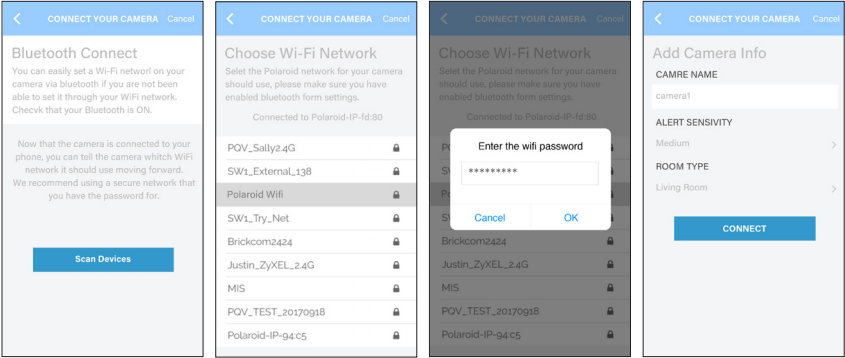 CONNECT YOUR CAMERA Cancel
Bluetooth Connect
You can easily set a Wi-Fi networl on your
camera via bluetooth if you are not been
able to set it through your WiFi network.
Checvk that your Bluetooth is ON.
Now that the camera is connected to your
phone, you can tell the camera whitch WiFi
network it should use moving forward.
We recommend using a secure network that
you have the password for.
Scan Devices
CONNECT YOUR CAMERA Cancel
Choose Wi-Fi Network
Selet the Polaroid network for your camera
should use, please make sure you have
enabled bluetooth form settings.
Connected to Polaroid-IP-fd:80
PQV_Sally2.4G
SW1_External_138
Polaroid Wifi
SW1_Try_Net
Brickcom2424
Justin_ZyXEL_2.4G
MIS
PQV_TEST_20170918
Polaroid-IP-94:c5
CONNECT YOUR CAMERA Cancel
Choose Wi-Fi Network
Selet the Polaroid network for your camera
should use, please make sure you have
enabled bluetooth form settings.
Connected to Polaroid-IP-fd:80
Enter the wifi password
*********
Cancel OK
Brickcom2424
Justin_ZyXEL_2.4G
MIS
PQV_TEST_20170918
Polaroid-IP-94:c5
CONNECT YOUR CAMERA Cancel
Add Camera Info
CAMRE NAME
camera1
ALERT SENSIVITY
Medium
ROOM TYPE
Living Room
CONNECT